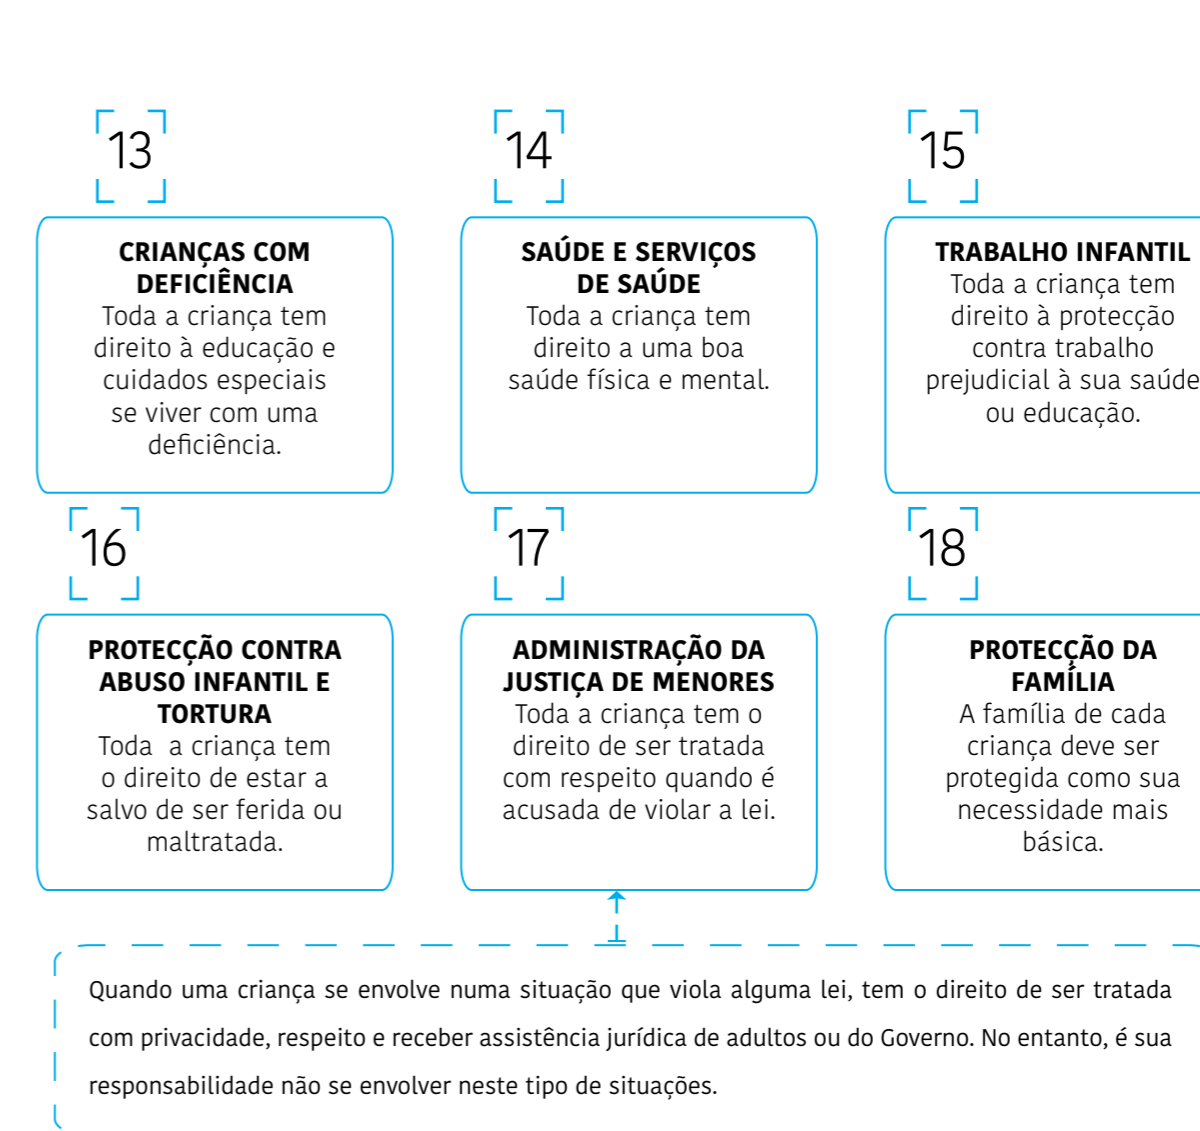 13
CRIANÇAS COM
DEFICIÊNCIA
Toda a criança tem
direito à educação e
cuidados especiais
se viver com uma
deficiência.
14
SAÚDE E SERVIÇOS
DE SAÚDE
Toda a criança tem
direito a uma boa
saúde física e mental.
15
TRABALHO INFANTIL
Toda a criança tem
direito à protecção
contra trabalho
prejudicial à sua saúde
ou educação.
16
PROTECÇÃO CONTRA
ABUSO INFANTIL E
TORTURA
Toda  a criança tem
o direito de estar a
salvo de ser ferida ou
maltratada.
17
ADMINISTRAÇÃO DA
JUSTIÇA DE MENORES
Toda a criança tem o
direito de ser tratada
com respeito quando é
acusada de violar a lei.
18
PROTECÇÃO DA
FAMÍLIA
A família de cada
criança deve ser
protegida como sua
necessidade mais
básica.
Quando uma criança se envolve numa situação que viola alguma lei, tem o direito de ser tratada
com privacidade, respeito e receber assistência jurídica de adultos ou do Governo. No entanto, é sua
responsabilidade não se envolver neste tipo de situações.